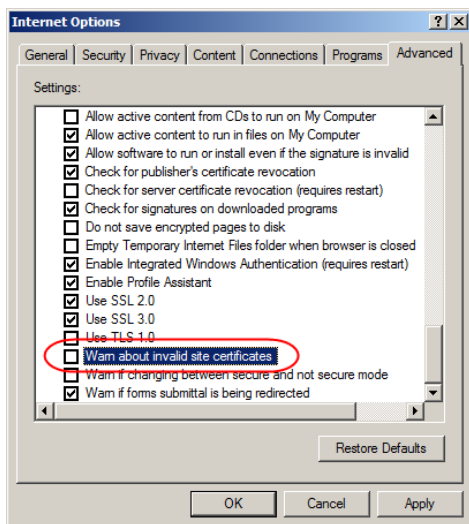 Internet Options
General Security Privacy Content Connections Programs Advanced
Settings:
Allow active content from CDs to run on My Computer
Allow active content to run in files on My Computer
Allow software to run or install even if the signature is invalid
Check for publisher's certificate revocation
Check for server certificate revocation (requires restart)
Check for signatures on downloaded programs
Do not save encrypted pages to disk
Empty Temporary Internet Files folder when browser is closed
Enable Integrated Windows Authentication (requires restart)
Enable Profile Assistant
Use SSL 2.0
Use SSL 3.0
Use TLS 1.0
Warn about invalid site certificates
Warn if changing between secure and not secure mode
Warn if forms submittal is being redirected
Restore Defaults
OK Cancel Apply